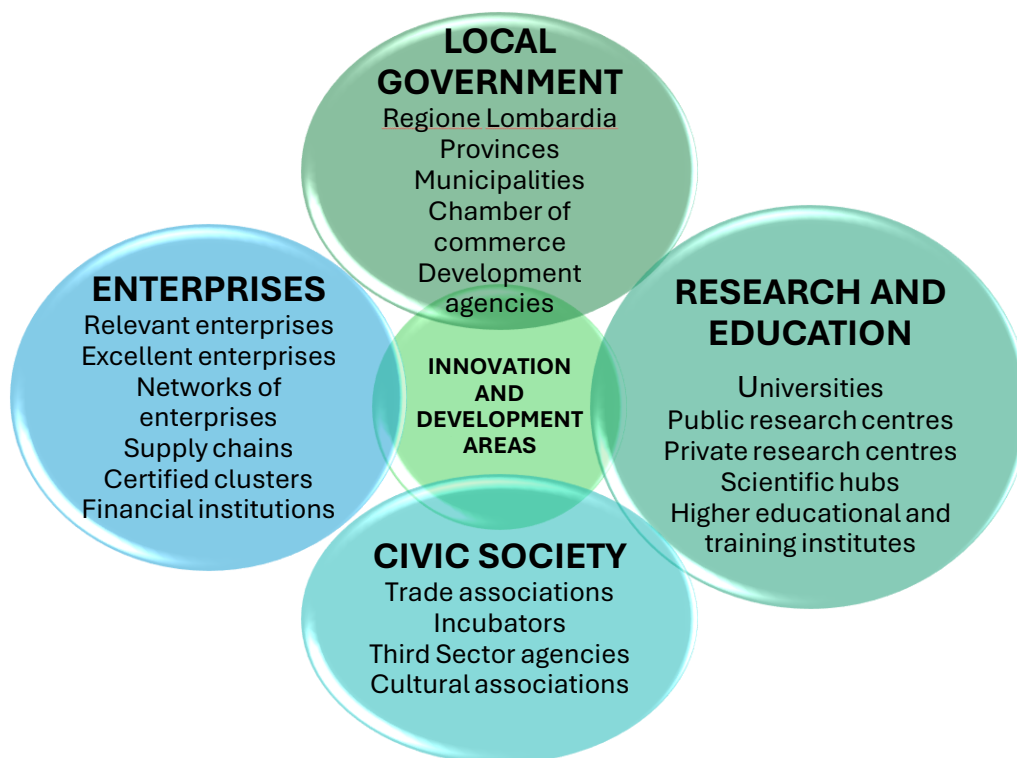 LOCAL
GOVERNMENT
Regione Lombardia
Provinces
Municipalities
Chamber of
commerce
Development
agencies
ENTERPRISES
Relevant enterprises
Excellent enterprises
Networks of
enterprises
Supply chains
Certified clusters
Financial institutions
INNOVATION
AND
DEVELOPMENT
AREAS
RESEARCH AND
EDUCATION
Universities
Public research centres
Private research centres
Scientific hubs
Higher educational and
training institutes
CIVIC SOCIETY
Trade associations
Incubators
Third Sector agencies
Cultural associations